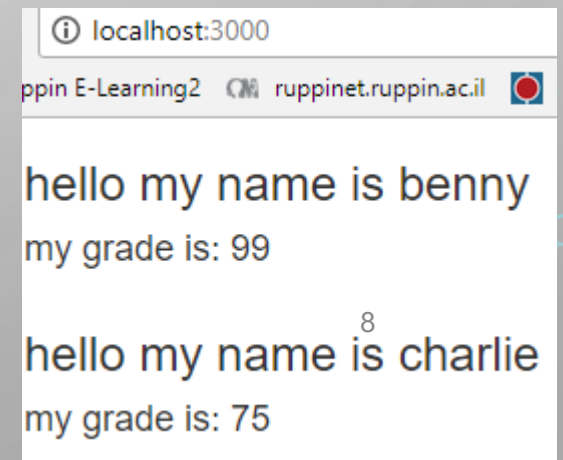 localhost:3000
ppin E-Learning2 ruppinet.ruppin.ac.il
hello my name is benny
my grade is: 99
8
hello my name is charlie
my grade is: 75